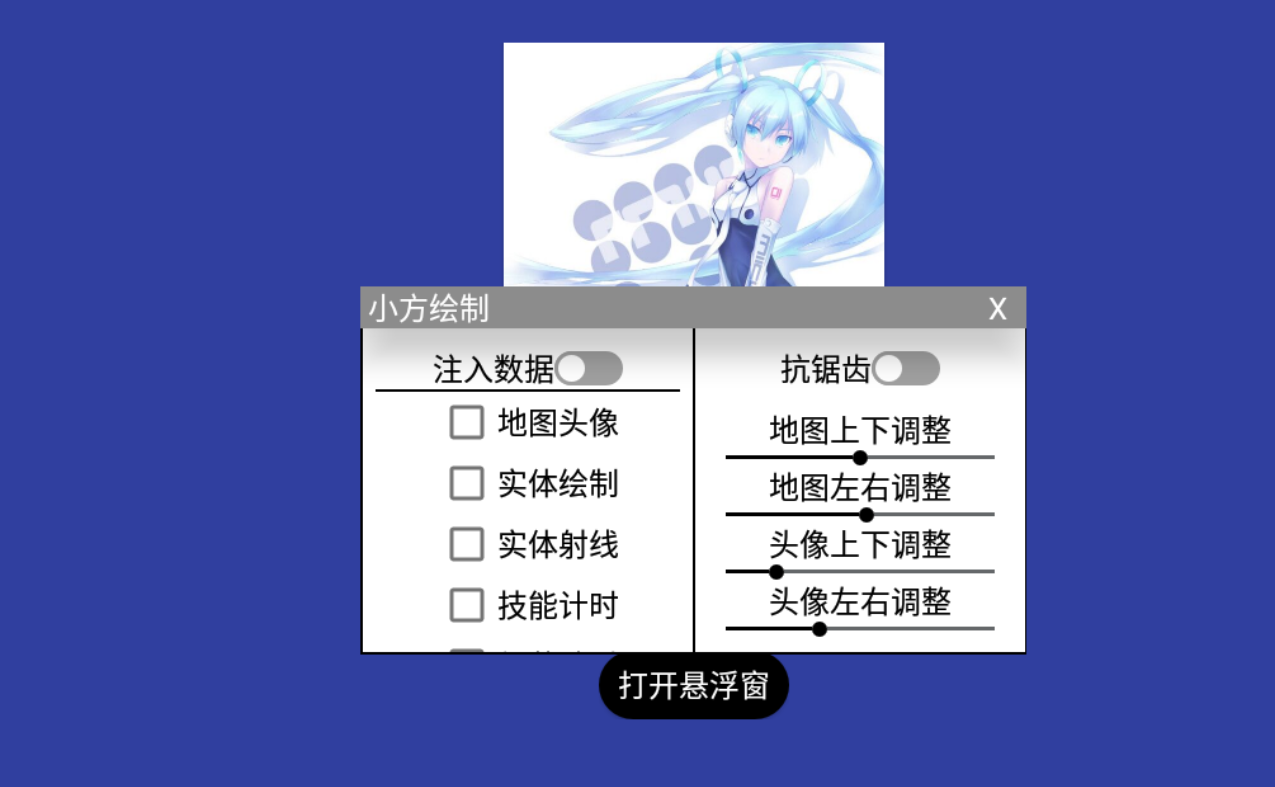 小方绘制
X
注入数据
地图头像
实体绘制
实体射线
技能计时
抗锯齿
地图上下调整
地图左右调整
头像上下调整
头像左右调整
打开悬浮窗